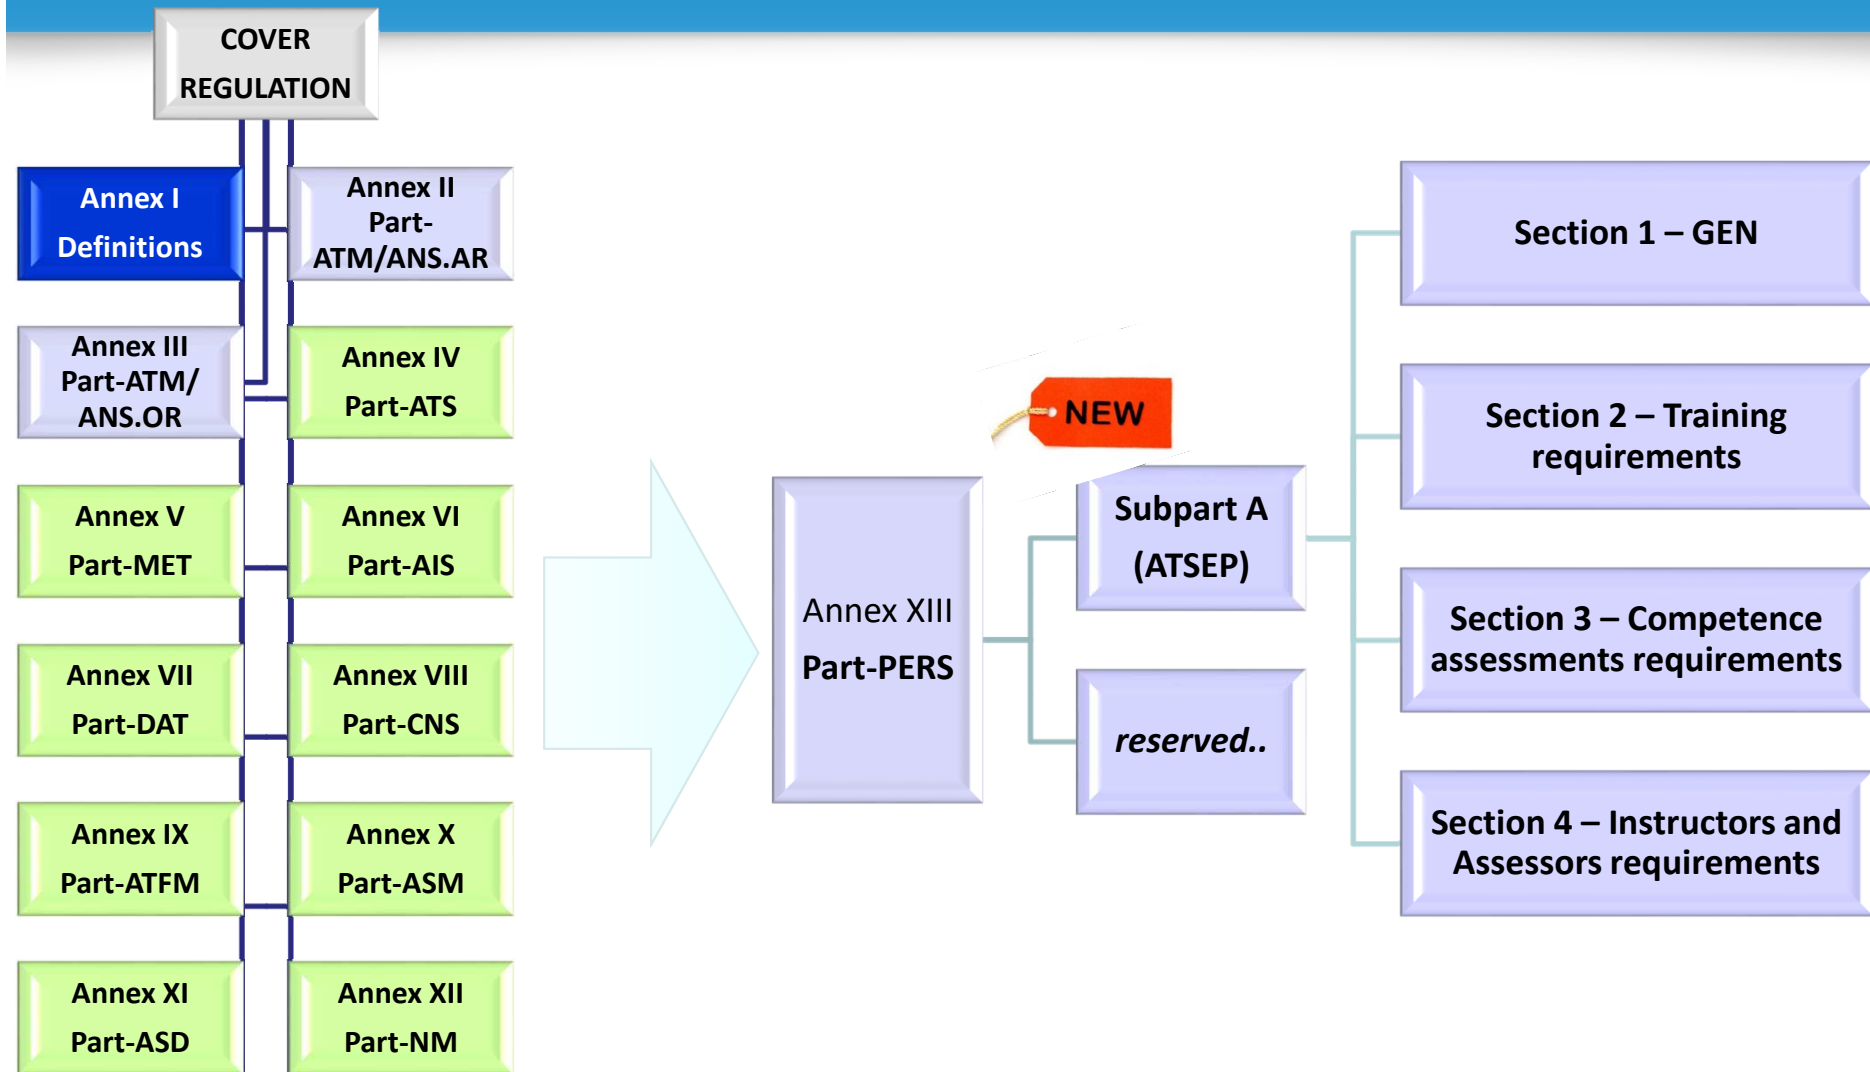 COVER
REGULATION
Annex I
Definitions
Annex II
Part-
ATM/ANS.AR
Annex III
Part-ATM/
ANS.OR
Annex IV
Part-ATS
Annex V
Part-MET
Annex VI
Part-AIS
Annex VII
Part-DAT
Annex VIII
Part-CNS
Annex IX
Part-ATFM
Annex X
Part-ASM
Annex XI
Part-ASD
Annex XII
Part-NM
Annex XIII
Part-PERS
NEW
Subpart A
(ATSEP)
reserved..
Section 1 – GEN
Section 2 – Training
requirements
Section 3 – Competence
assessments requirements
Section 4 – Instructors and
Assessors requirements